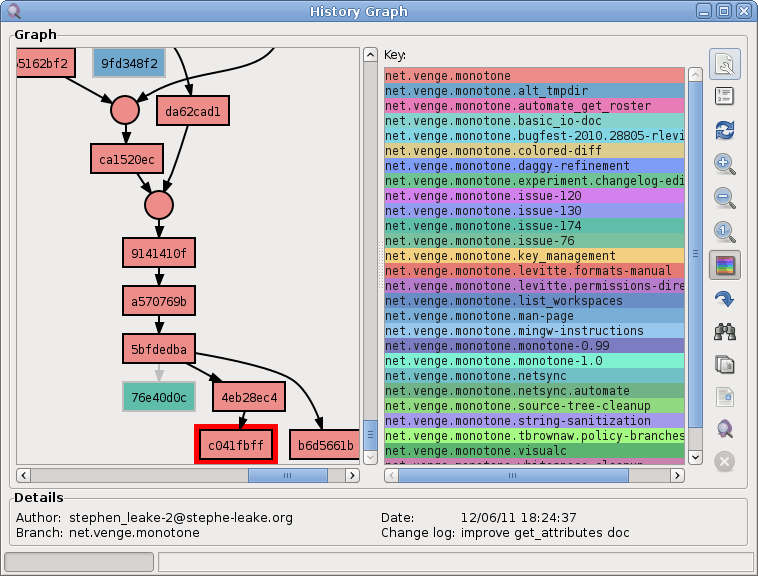 History Graph
Graph
5162bf2
9fd348f2
da62cad1
ca1520ec
9141410f
a570769b
5bfdedba
76e40d0c
4eb28ec4
c041fbff
b6d5661b
Key:
net.venge.monotone
net.venge.monotone.alt_tmpdir
net.venge.monotone.automate_get_roster
net.venge.monotone.basic_io-doc
net.venge.monotone.bugfest-2010.28805-rlevi
net.venge.monotone.colored-diff
net.venge.monotone.daggy-refinement
net.venge.monotone.experiment.changelog-edi
net.venge.monotone.issue-120
net.venge.monotone.issue-130
net.venge.monotone.issue-174
net.venge.monotone.issue-76
net.venge.monotone.key_management
net.venge.monotone.levitte.formats-manual
net.venge.monotone.levitte.permissions-dire
net.venge.monotone.list_workspaces
net.venge.monotone.man-page
net.venge.monotone.mingw-instructions
net.venge.monotone.monotone-0.99
net.venge.monotone.monotone-1.0
net.venge.monotone.netsync
net.venge.monotone.netsync.automate
net.venge.monotone.source-tree-cleanup
net.venge.monotone.string-sanitization
net.venge.monotone.tbrownaw.policy-branches
net.venge.monotone.visualc
net.venge.monotone.whitespace-cleanup
1
Details
Author: stephen_leake-2@stephe-leake.org
Date: 12/06/11 18:24:37
Branch: net.venge.monotone
Change log: improve get_attributes doc